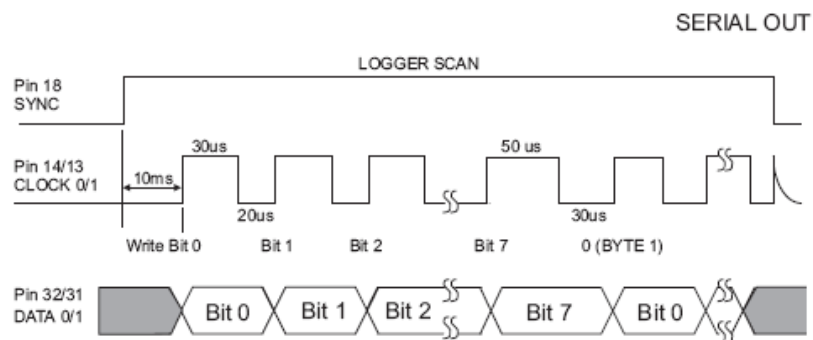 SERIAL OUT
LOGGER SCAN
Pin 18
SYNC
30us
50 us
Pin 14/13
CLOCK 0/1
10ms
20us
30us
Write Bit 0
Bit 1
Bit 2
Bit 7
0 (BYTE 1)
Pin 32/31
DATA 0/1
Bit 0
Bit 1
Bit 2
Bit 7
Bit 0